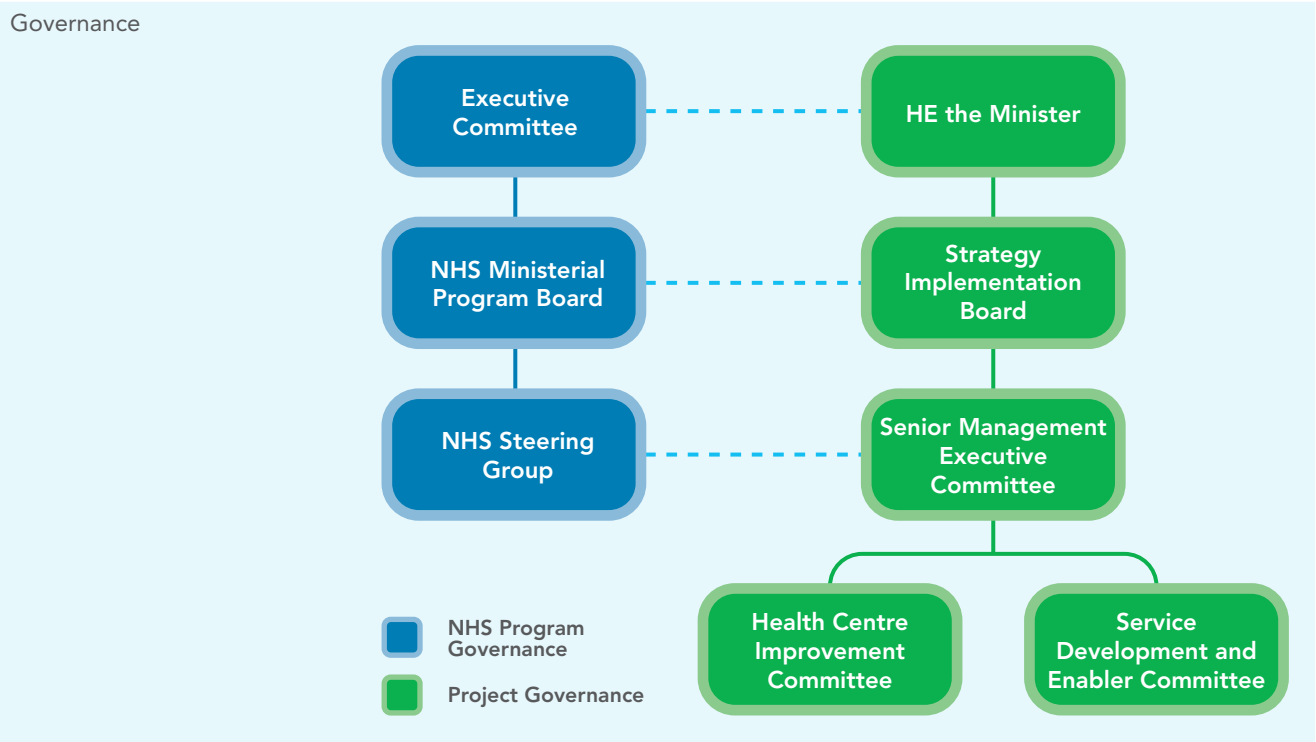 Governance
Executive
Committee
HE the Minister
NHS Ministerial
Program Board
Strategy
Implementation
Board
NHS Steering
Group
Senior Management
Executive
Committee
Health Centre
Improvement
Committee
Service
Development and
Enabler Committee
NHS Program
Governance
Project Governance